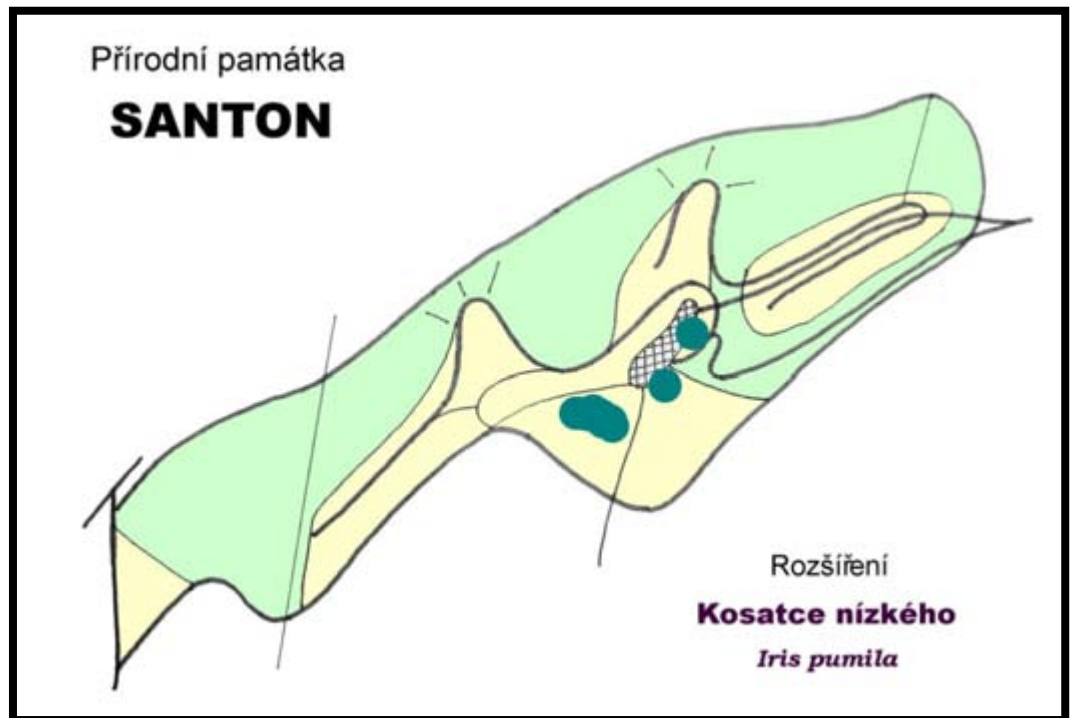 Přírodní památka
SANTON
Rozšíření
Kosatce nízkého
Iris pumila